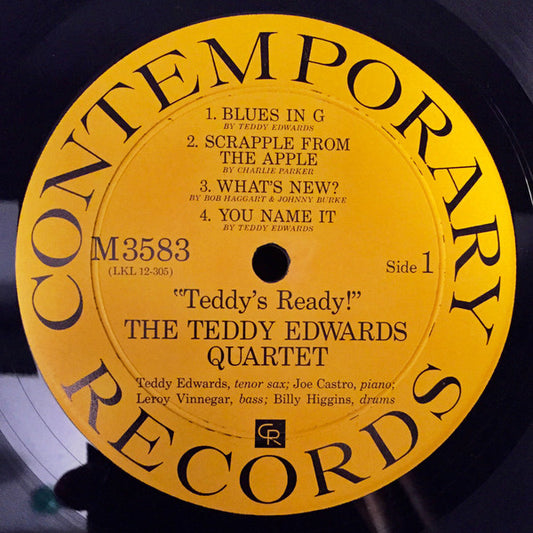 CONTEMPORARY
1. BLUES IN G
BY TEDDY EDWARDS
2. SCRAPPLE FROM
THE APPLE
BY CHARLIE PARKER
3. WHAT'S NEW?
BY BOB HAGGART & JOHNNY BURKE
4. YOU NAME IT
BY TEDDY EDWARDS
M3583
(LKL 12-305)
Side 1
"Teddy's Ready!"
THE TEDDY EDWARDS
QUARTET
Teddy Edwards, tenor sax; Joe Castro, piano;
Leroy Vinnegar, bass; Billy Higgins, drums
CR
RECORDS